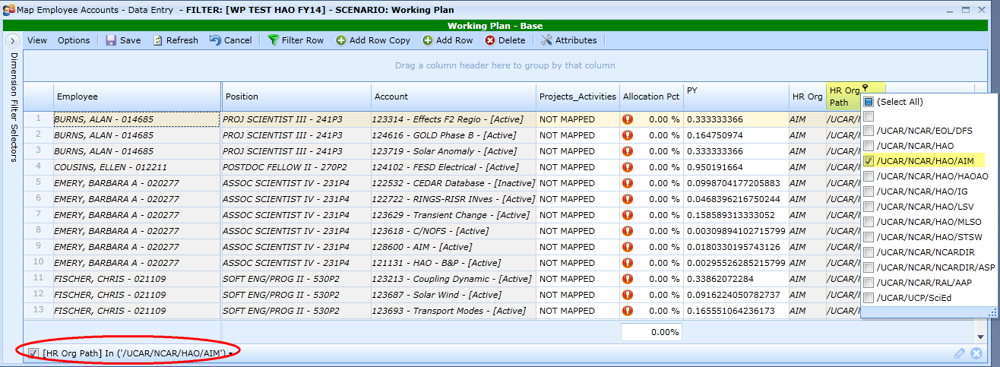 Map Employee Accounts - Data Entry - FILTER: [WP TEST HAO FY14] - SCENARIO: Working Plan
Working Plan - Base
View Options Save Refresh Cancel Filter Row Add Row Copy Add Row Delete Attributes
Dimension Filter Selectors
Drag a column header here to group by that column
Employee Position Account Projects_Activities Allocation Pct PY HR Org HR Org Path
1 BURNS, ALAN - 014685 PROJ SCIENTIST III - 241P3 123314 - Effects F2 Regio - [Active] NOT MAPPED 0.00 % 0.333333366 AIM /UCAR/
2 BURNS, ALAN - 014685 PROJ SCIENTIST III - 241P3 124616 - GOLD Phase B - [Active] NOT MAPPED 0.00 % 0.164750974 AIM /UCAR/
3 BURNS, ALAN - 014685 PROJ SCIENTIST III - 241P3 123719 - Solar Anomaly - [Active] NOT MAPPED 0.00 % 0.333333366 AIM /UCAR/
4 COUSINS, ELLEN - 012211 POSTDOC FELLOW II - 270P2 124102 - FESD Electrical - [Active] NOT MAPPED 0.00 % 0.950191664 AIM /UCAR/
5 EMERY, BARBARA A - 020277 ASSOC SCIENTIST IV - 231P4 122532 - CEDAR Database - [Inactive] NOT MAPPED 0.00 % 0.0998704177205883 AIM /UCAR/
6 EMERY, BARBARA A - 020277 ASSOC SCIENTIST IV - 231P4 122722 - RINGS-RISR INves - [Active] NOT MAPPED 0.00 % 0.0468396216750244 AIM /UCAR/
7 EMERY, BARBARA A - 020277 ASSOC SCIENTIST IV - 231P4 123629 - Transient Change - [Active] NOT MAPPED 0.00 % 0.158589313335052 AIM /UCAR/
8 EMERY, BARBARA A - 020277 ASSOC SCIENTIST IV - 231P4 123618 - C/NOFS - [Active] NOT MAPPED 0.00 % 0.00309894102715799 AIM /UCAR/
9 EMERY, BARBARA A - 020277 ASSOC SCIENTIST IV - 231P4 128600 - AIM - [Active] NOT MAPPED 0.00 % 0.0180330195743126 AIM /UCAR/
10 EMERY, BARBARA A - 020277 ASSOC SCIENTIST IV - 231P4 121131 - HAO - B&P - [Active] NOT MAPPED 0.00 % 0.00295526285215799 AIM /UCAR/
11 FISCHER, CHRIS - 021109 SOFT ENG/PROG II - 530P2 123213 - Coupling Dynamic - [Active] NOT MAPPED 0.00 % 0.33862072284 AIM /UCAR/
12 FISCHER, CHRIS - 021109 SOFT ENG/PROG II - 530P2 123687 - Solar Wind - [Active] NOT MAPPED 0.00 % 0.0916224050782737 AIM /UCAR/
13 FISCHER, CHRIS - 021109 SOFT ENG/PROG II - 530P2 123693 - Transport Modes - [Active] NOT MAPPED 0.00 % 0.165551064236173 AIM /UCAR/
(Select All)
/UCAR/NCAR/EOL/DFS
/UCAR/NCAR/HAO
/UCAR/NCAR/HAO/AIM
/UCAR/NCAR/HAO/HAOAO
/UCAR/NCAR/HAO/IG
/UCAR/NCAR/HAO/LSV
/UCAR/NCAR/HAO/MLSO
/UCAR/NCAR/HAO/STSW
/UCAR/NCAR/NCARDIR
/UCAR/NCAR/NCARDIR/ASP
/UCAR/NCAR/RAL/AAP
/UCAR/UCP/SciEd
0.00%
[HR Org Path] In ('/UCAR/NCAR/HAO/AIM')